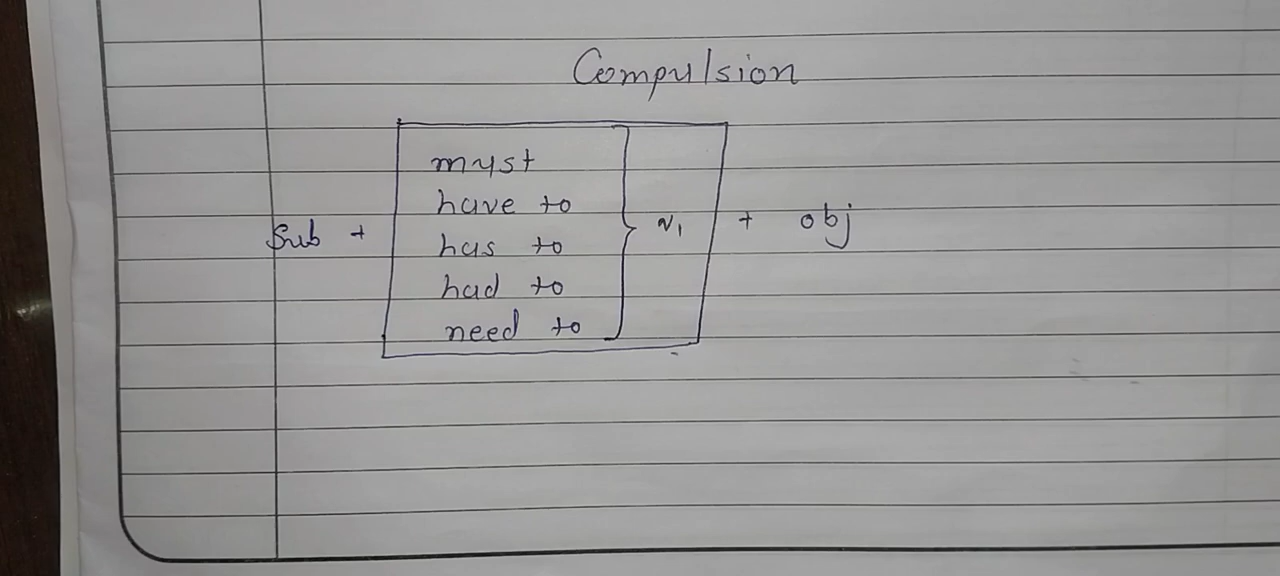 Compulsion
must
have to
Sub + has to } v1 + obj
had to
need to